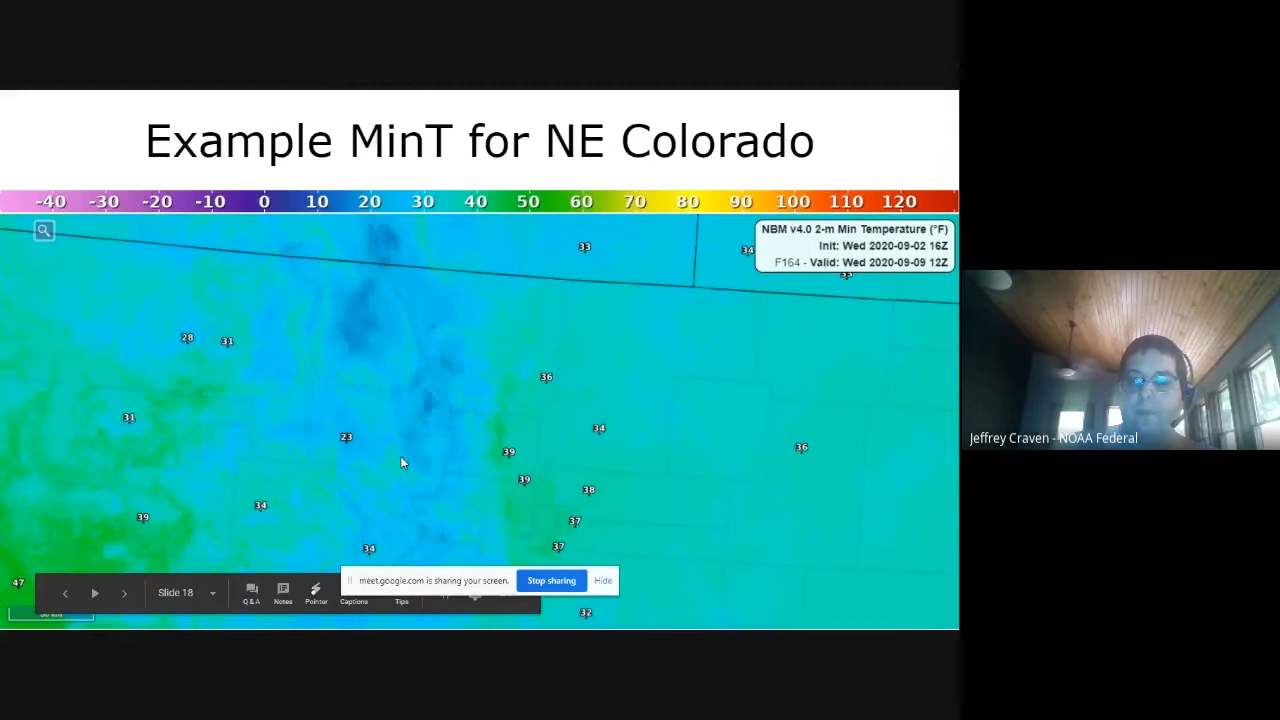 Example MinT for NE Colorado
-40 -30 -20 -10 0 10 20 30 40 50 60 70 80 90 100 110 120
NBM v4.0 2-m Min Temperature (°F)
Init: Wed 2020-09-02 16Z
F164 - Valid: Wed 2020-09-09 12Z
33
34
28
31
36
31
34
23
36
39
39
38
34
39
37
34
37
47
32
meet.google.com is sharing your screen.
Stop sharing
Hide
Slide 18
Q & A
Notes
Pointer
Captions
Tips
Jeffrey Craven - NOAA Federal